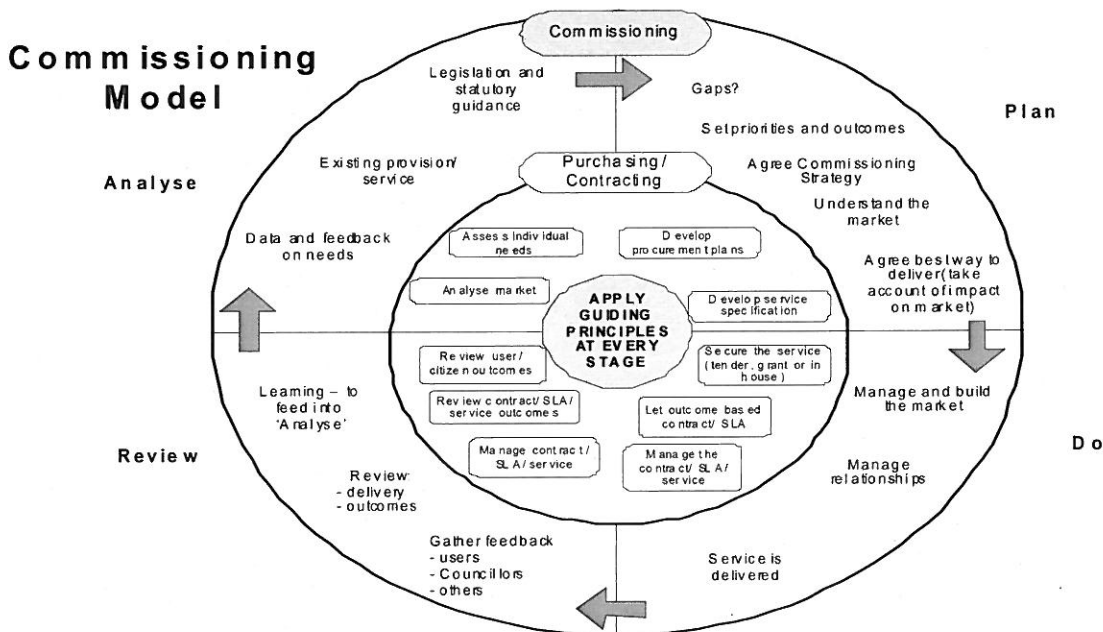 Commissioning
Model
Commissioning
Legislation and
statutory
guidance
Gaps?
Plan
Set priorities and outcomes
Existing provision/
service
Purchasing/
Contracting
Agree Commissioning
Strategy
Analyse
Understand the
market
Data and feedback
on needs
Assess Individual
needs
Develop
procurement plans
Agree best way to
deliver(take
account of impact
on market)
Analyse market
Develop service
specification
APPLY
GUIDING
PRINCIPLES
AT EVERY
STAGE
Review user/
citizen outcomes
Secure the service
(tender, grant or in
house)
Learning – to
feed into
'Analyse'
Review contract/ SLA/
service outcomes
Let outcome based
contract/ SLA
Manage and build
the market
Review
Do
Manage contract/
SLA/ service
Manage the
contract/ SLA/
service
Manage
relationships
Review:
- delivery
- outcomes
Gather feedback
- users
- Councillors
- others
Service is
delivered